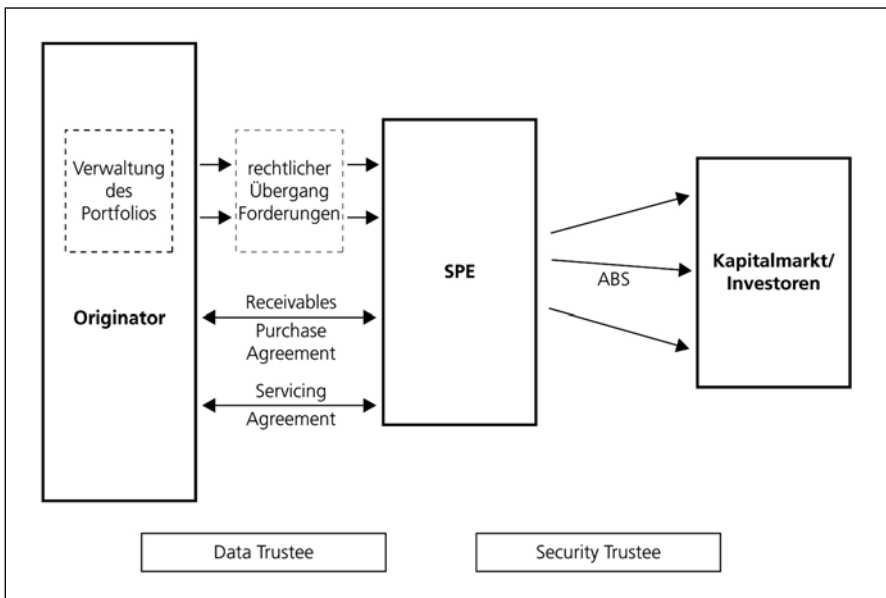 Verwaltung
des
Portfolios
rechtlicher
Übergang
Forderungen
Originator
Receivables
Purchase
Agreement
Servicing
Agreement
SPE
ABS
Kapitalmarkt/
Investoren
Data Trustee
Security Trustee